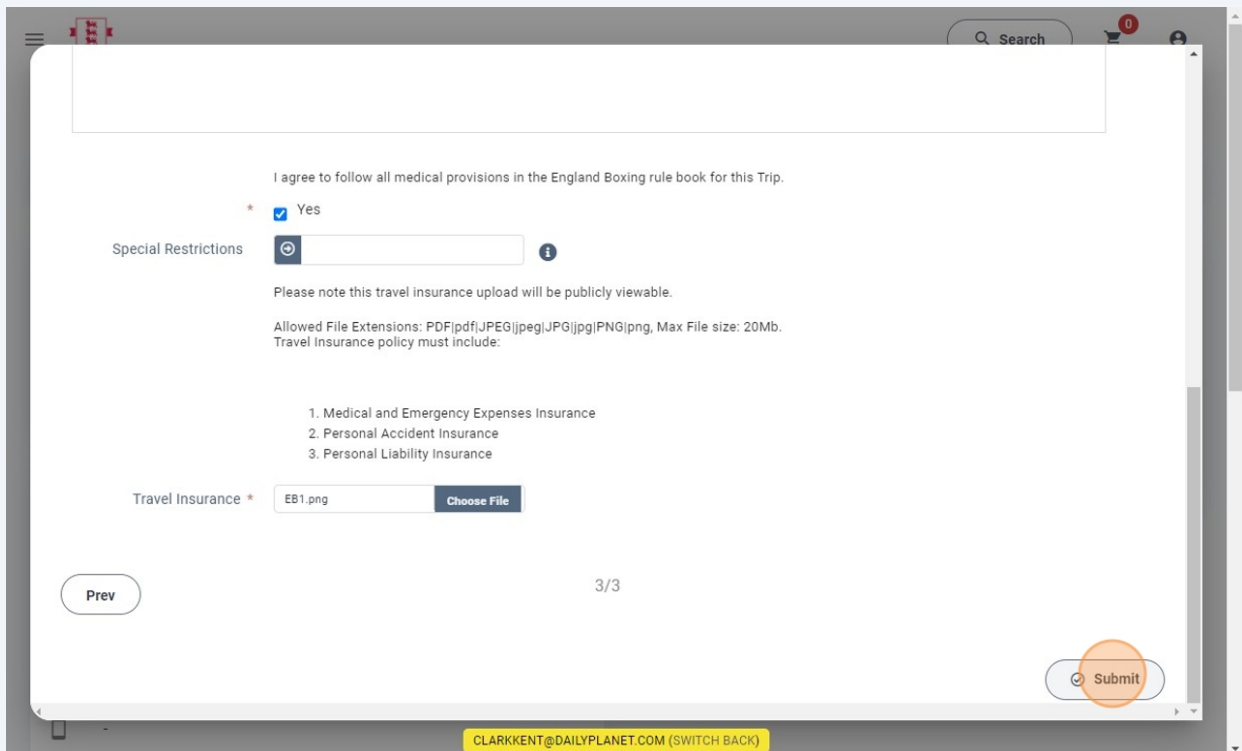 Search
0
I agree to follow all medical provisions in the England Boxing rule book for this Trip.
* Yes
Special Restrictions
Please note this travel insurance upload will be publicly viewable.
Allowed File Extensions: PDF|pdf|JPEG|jpeg|JPG|jpg|PNG|png, Max File size: 20Mb.
Travel Insurance policy must include:
1. Medical and Emergency Expenses Insurance
2. Personal Accident Insurance
3. Personal Liability Insurance
Travel Insurance * EB1.png Choose File
Prev
3/3
Submit
-
CLARKKENT@DAILYPLANET.COM (SWITCH BACK)